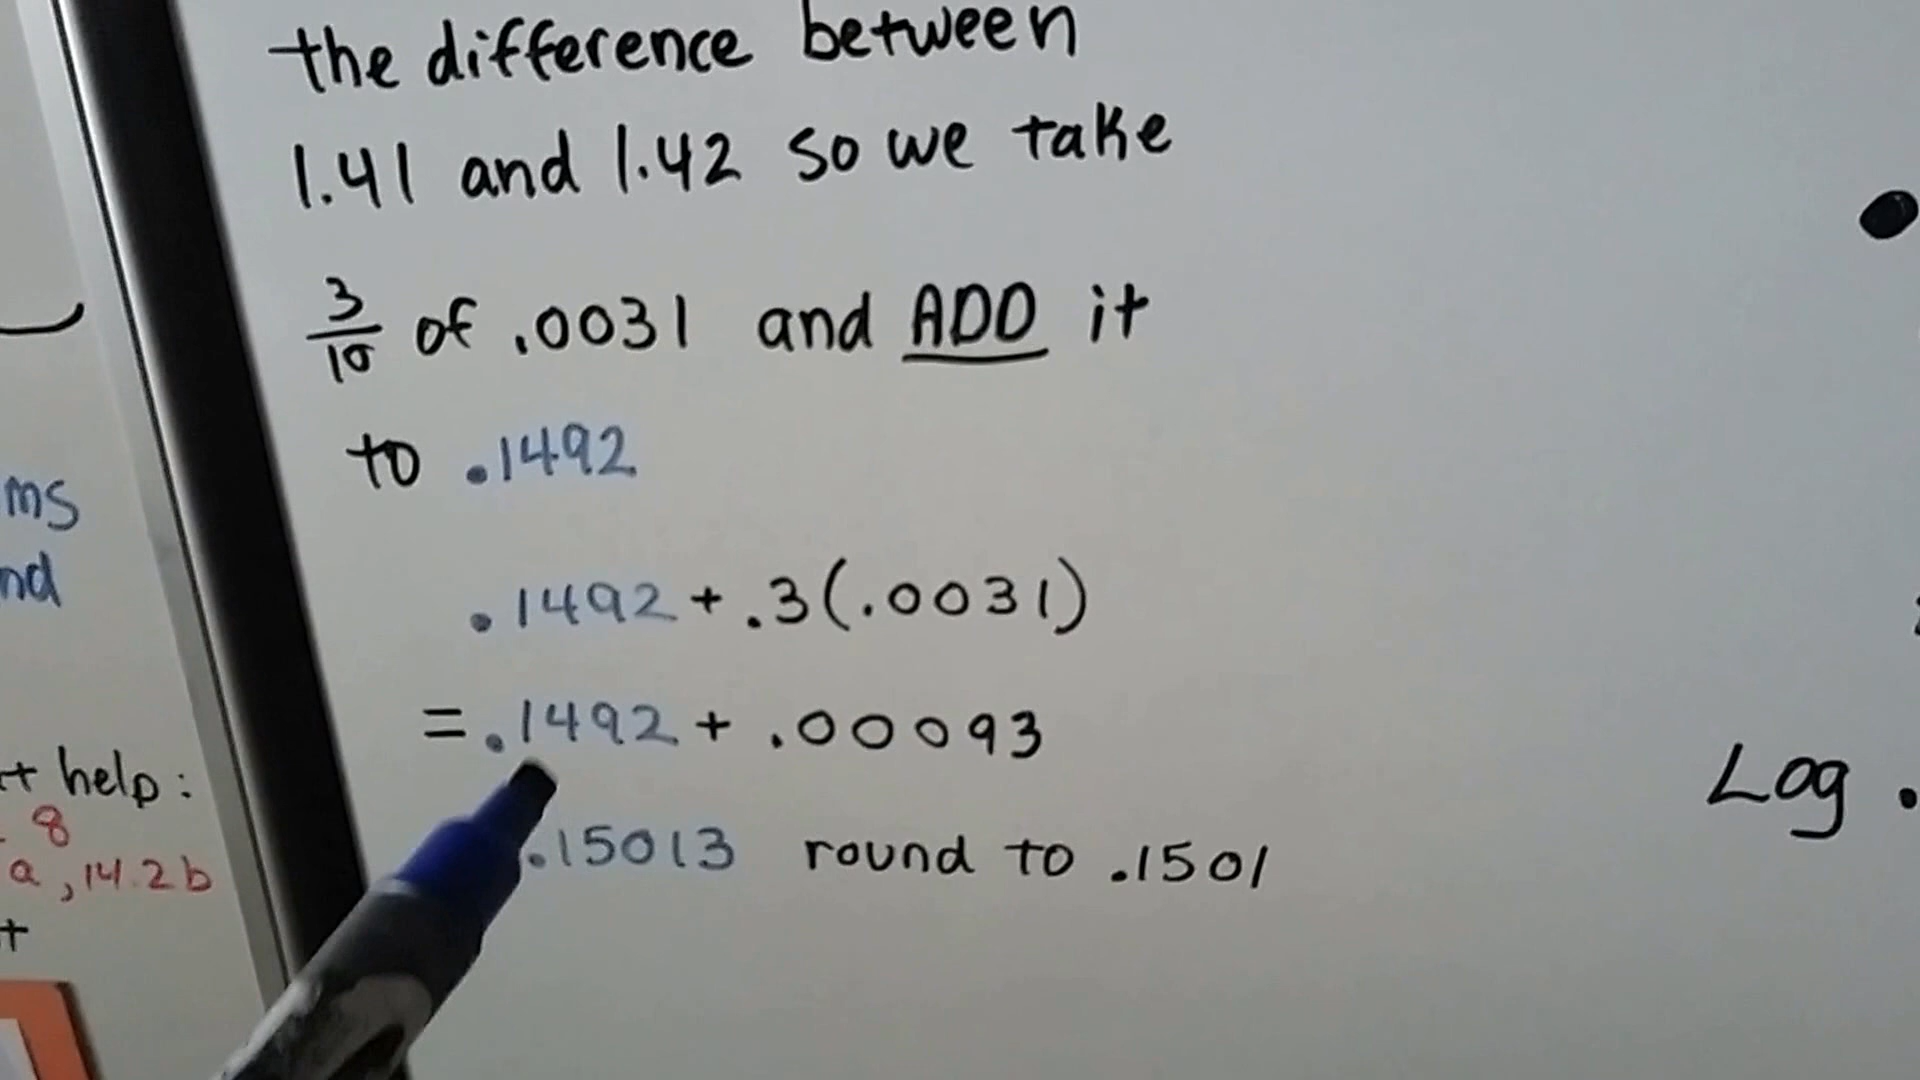 the difference between
1.41 and 1.42 so we take
3/10 of .0031 and ADD it
to .1492
.1492 + .3(.0031)
= .1492 + .00093
.15013 round to .1501
ms
nd
help:
8
a, 14.2b
Log .